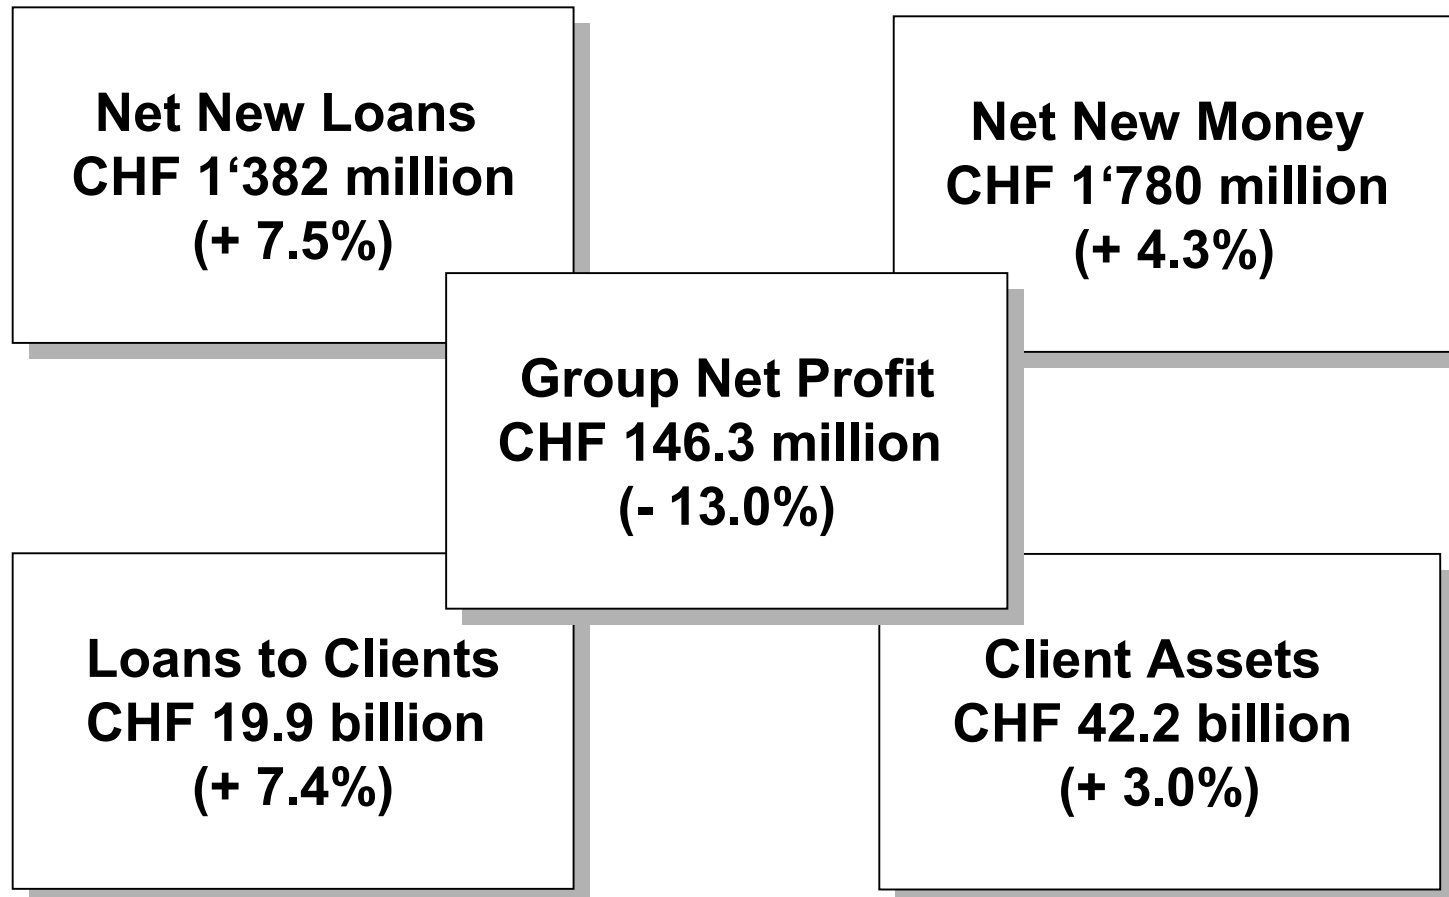 Net New Loans
CHF 1‘382 million
(+ 7.5%)
Net New Money
CHF 1‘780 million
(+ 4.3%)
Group Net Profit
CHF 146.3 million
(- 13.0%)
Loans to Clients
CHF 19.9 billion
(+ 7.4%)
Client Assets
CHF 42.2 billion
(+ 3.0%)